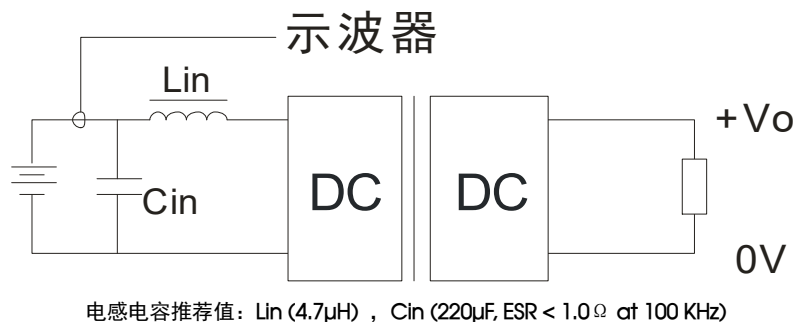 示波器
Lin
+Vo
Cin
DC
DC
0V
电感电容推荐值：Lin (4.7μH) ，Cin (220μF, ESR < 1.0Ω at 100 KHz)